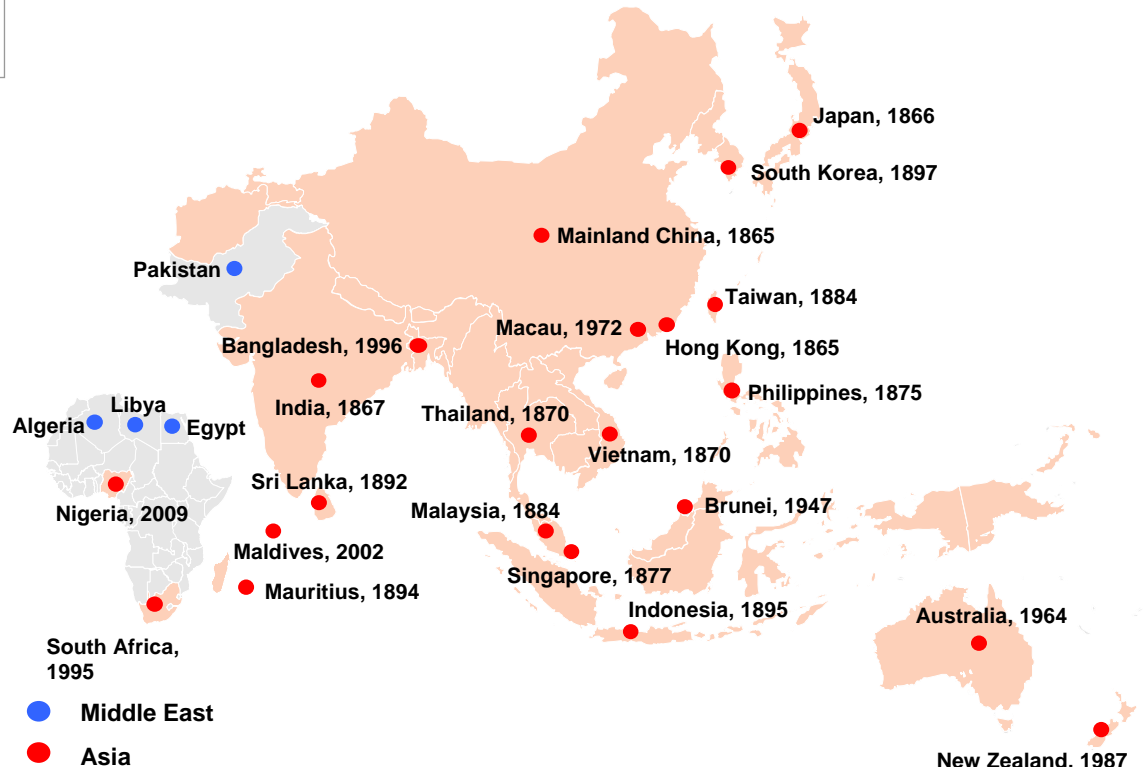 Japan, 1866
South Korea, 1897
Mainland China, 1865
Pakistan
Taiwan, 1884
Macau, 1972
Hong Kong, 1865
Bangladesh, 1996
India, 1867
Philippines, 1875
Libya
Algeria
Egypt
Thailand, 1870
Vietnam, 1870
Sri Lanka, 1892
Nigeria, 2009
Malaysia, 1884
Brunei, 1947
Maldives, 2002
Singapore, 1877
Mauritius, 1894
Indonesia, 1895
Australia, 1964
South Africa,
1995
Middle East
Asia
New Zealand, 1987